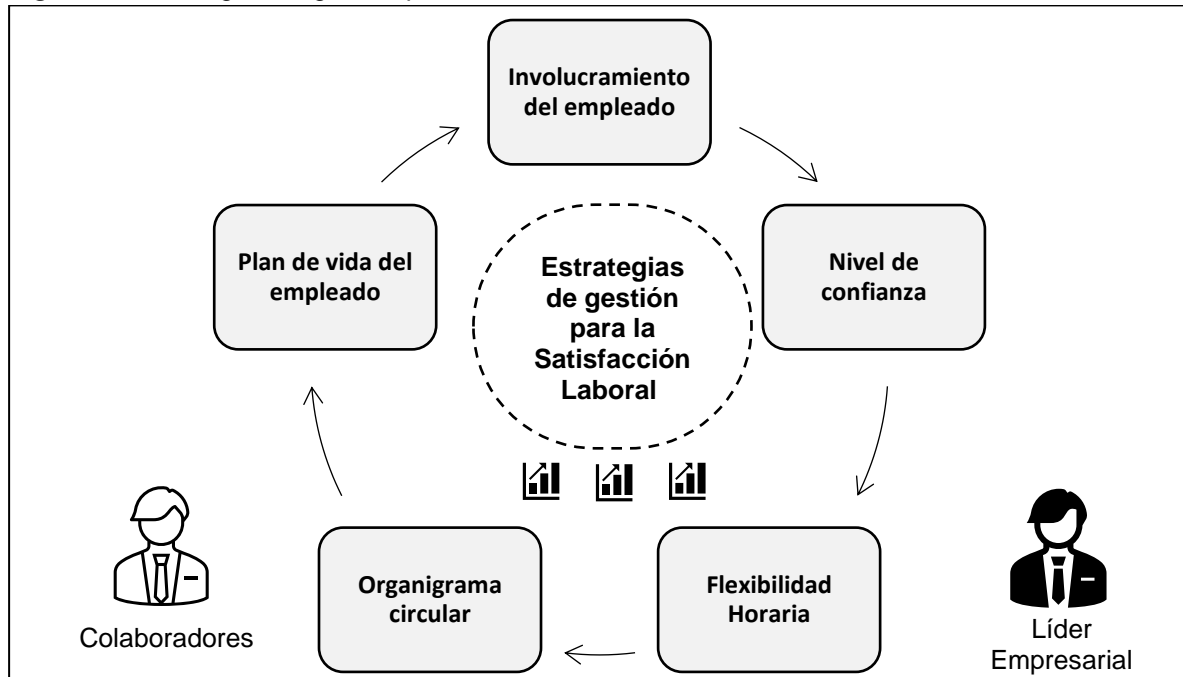 Involucramiento
del empleado
Plan de vida del
empleado
Estrategias
de gestión
para la
Satisfacción
Laboral
Nivel de
confianza
Organigrama
circular
Flexibilidad
Horaria
Colaboradores
Líder
Empresarial